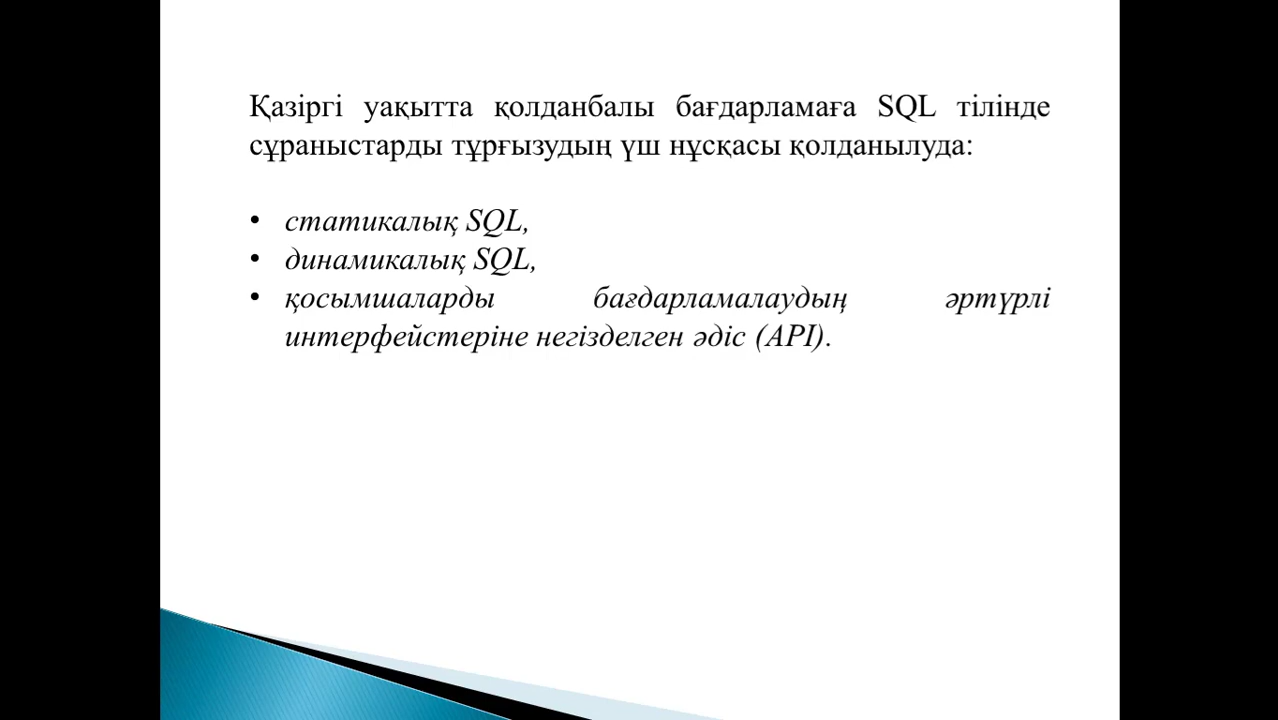 Қазіргі уақытта қолданбалы бағдарламаға SQL тілінде
сұраныстарды тұрғызудың үш нұсқасы қолданылуда:
• статикалық SQL,
• динамикалық SQL,
• қосымшаларды бағдарламалаудың әртүрлі
интерфейстеріне негізделген әдіс (API).